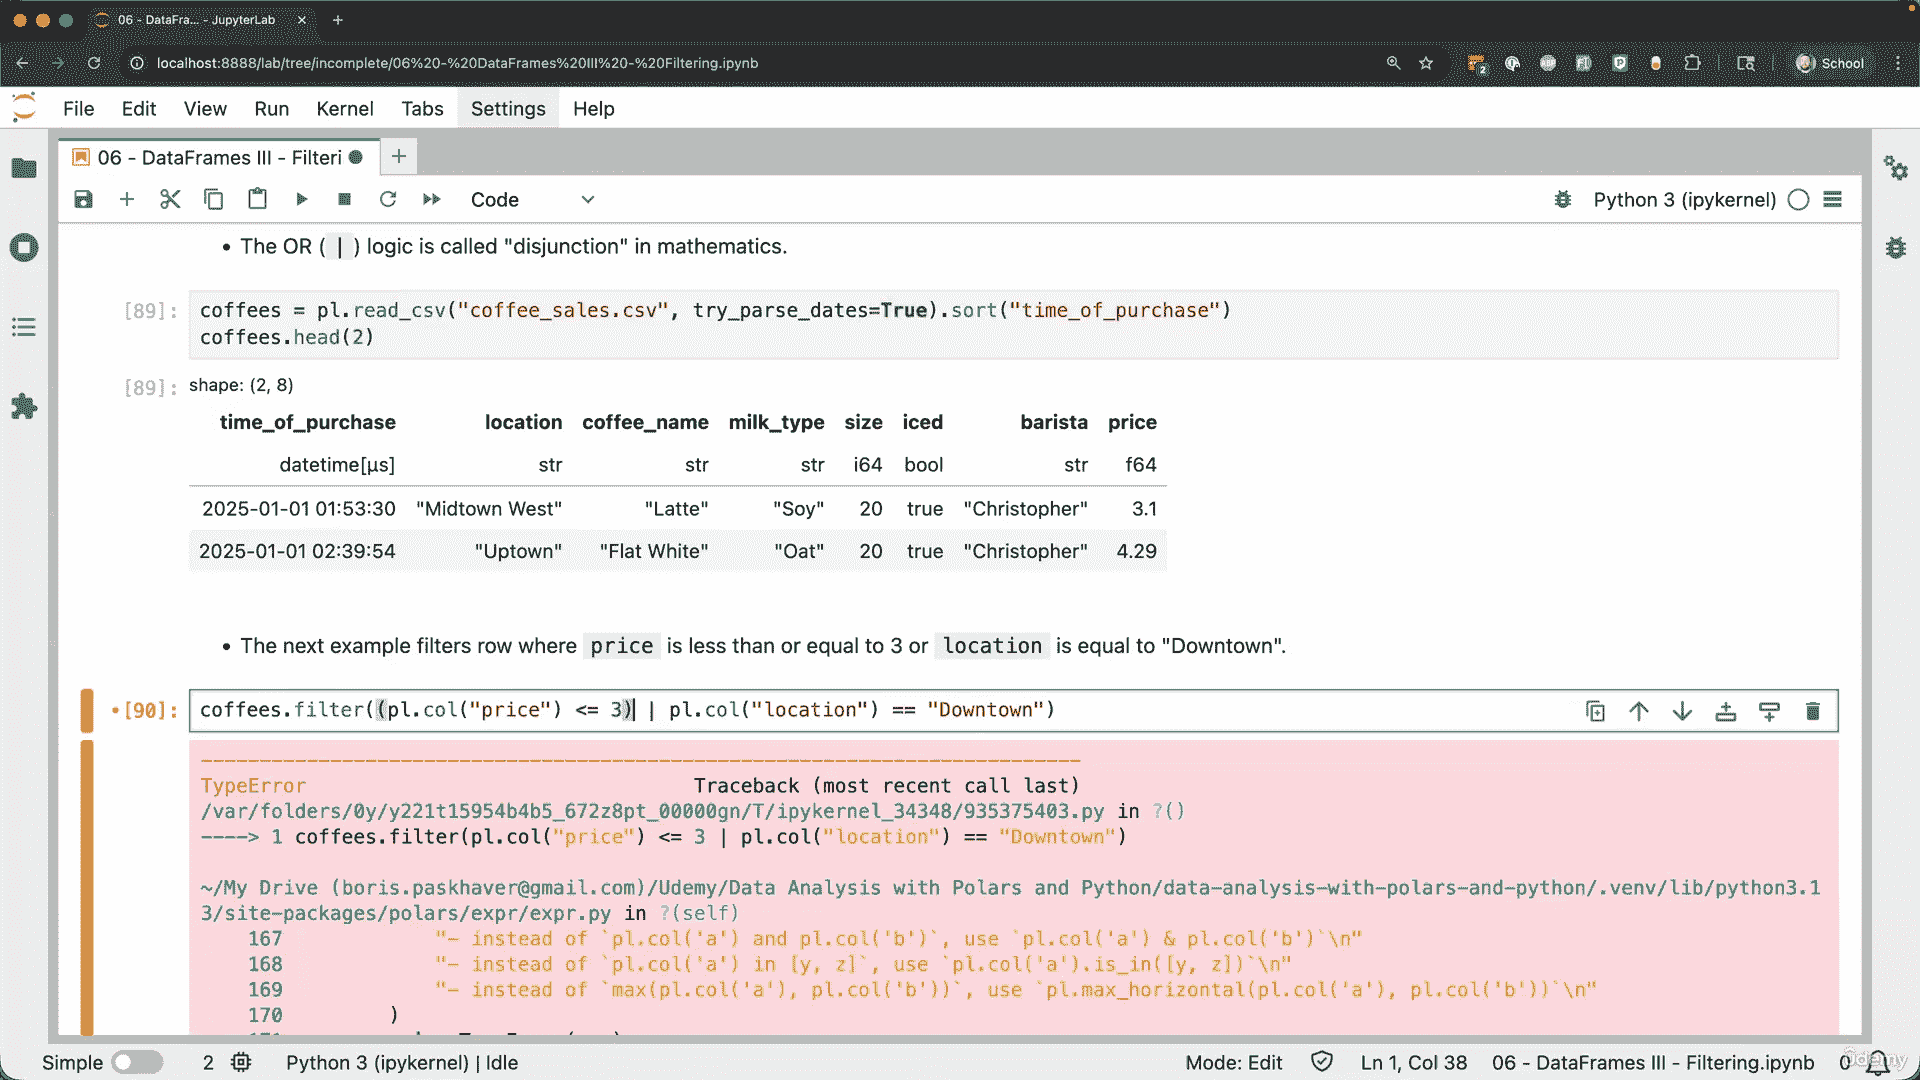 06 - DataFra... - JupyterLab
localhost:8888/lab/tree/incomplete/06%20-%20DataFrames%20III%20-%20Filtering.ipynb
2
School
File Edit View Run Kernel Tabs Settings Help
06 - DataFrames III - Filteri
Code
Python 3 (ipykernel)
• The OR ( | ) logic is called "disjunction" in mathematics.
[89]: coffees = pl.read_csv("coffee_sales.csv", try_parse_dates=True).sort("time_of_purchase")
coffees.head(2)
[89]: shape: (2, 8)
time_of_purchase location coffee_name milk_type size iced barista price
datetime[μs] str str str i64 bool str f64
2025-01-01 01:53:30 "Midtown West" "Latte" "Soy" 20 true "Christopher" 3.1
2025-01-01 02:39:54 "Uptown" "Flat White" "Oat" 20 true "Christopher" 4.29
• The next example filters row where price is less than or equal to 3 or location is equal to "Downtown".
•[90]: coffees.filter((pl.col("price") <= 3) | pl.col("location") == "Downtown")
---------------------------------------------------------------------------
TypeError Traceback (most recent call last)
/var/folders/0y/y221t15954b4b5_672z8pt_00000gn/T/ipykernel_34348/935375403.py in ?()
----> 1 coffees.filter(pl.col("price") <= 3 | pl.col("location") == "Downtown")
~/My Drive (boris.paskhaver@gmail.com)/Udemy/Data Analysis with Polars and Python/data-analysis-with-polars-and-python/.venv/lib/python3.1
3/site-packages/polars/expr/expr.py in ?(self)
167 "- instead of `pl.col('a') and pl.col('b')`, use `pl.col('a') & pl.col('b')`\n"
168 "- instead of `pl.col('a') in [y, z]`, use `pl.col('a').is_in([y, z])`\n"
169 "- instead of `max(pl.col('a'), pl.col('b'))`, use `pl.max_horizontal(pl.col('a'), pl.col('b'))`\n"
170 )
Simple 2 Python 3 (ipykernel) | Idle Mode: Edit Ln 1, Col 38 06 - DataFrames III - Filtering.ipynb 0
Udemy